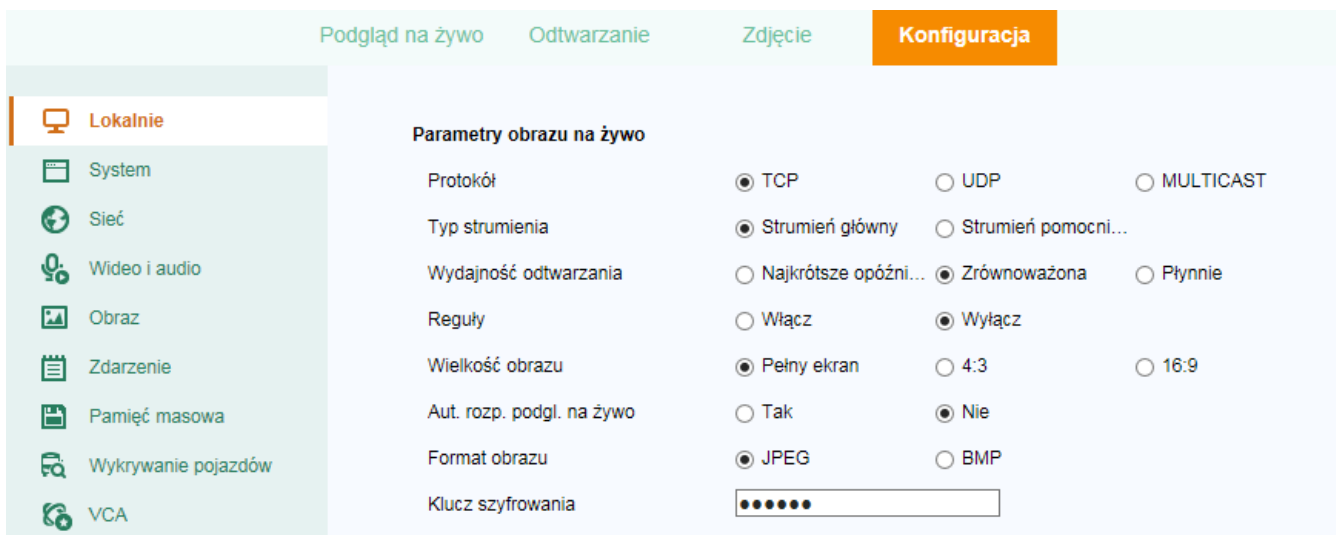 Podgląd na żywo Odtwarzanie Zdjęcie Konfiguracja
Lokalnie
System
Sieć
Wideo i audio
Obraz
Zdarzenie
Pamięć masowa
Wykrywanie pojazdów
VCA
Parametry obrazu na żywo
Protokół TCP UDP MULTICAST
Typ strumienia Strumień główny Strumień pomocni...
Wydajność odtwarzania Najkrótsze opóźni... Zrównoważona Płynnie
Reguły Włącz Wyłącz
Wielkość obrazu Pełny ekran 4:3 16:9
Aut. rozp. podgl. na żywo Tak Nie
Format obrazu JPEG BMP
Klucz szyfrowania ●●●●●●